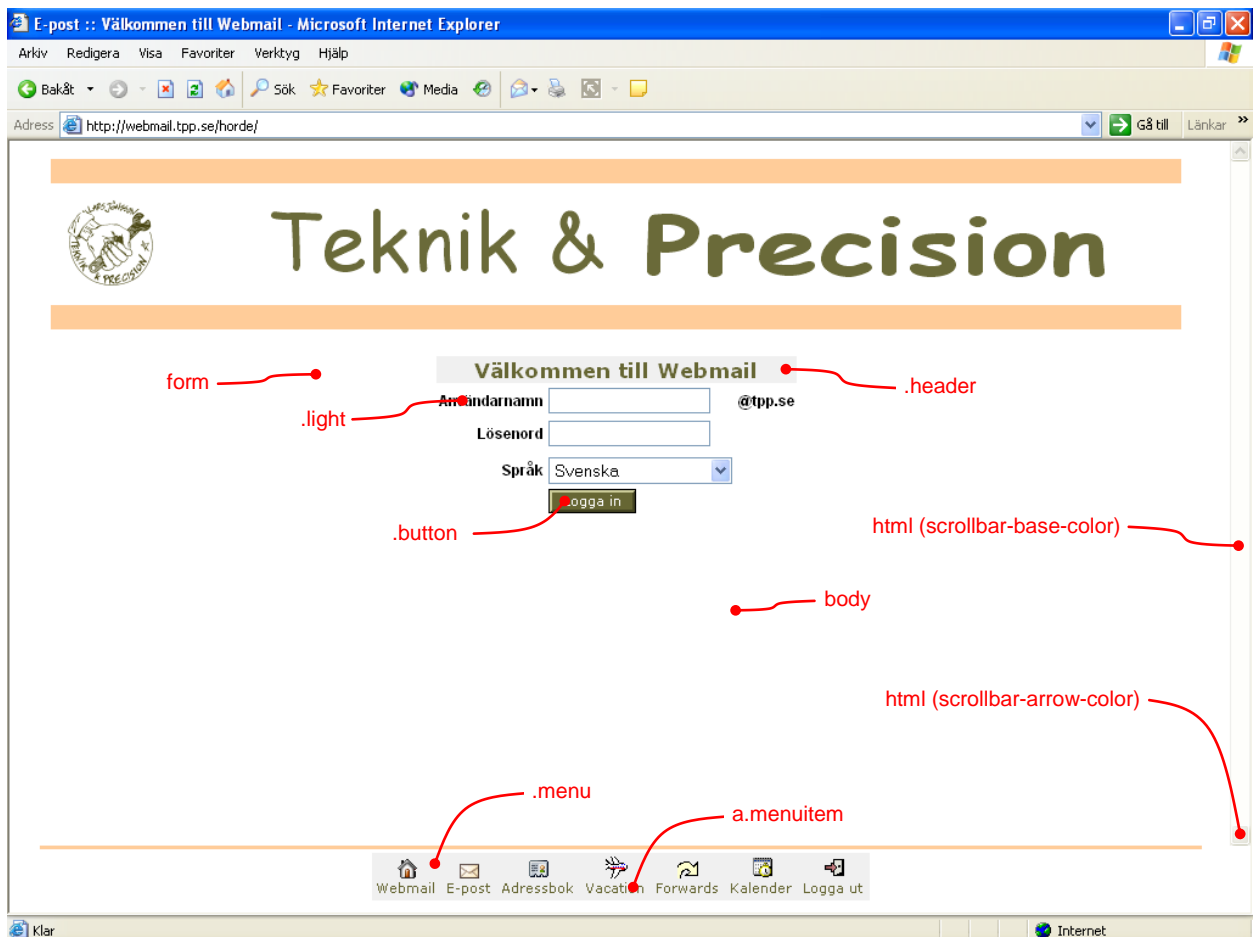 E-post :: Välkommen till Webmail - Microsoft Internet Explorer
Arkiv Redigera Visa Favoriter Verktyg Hjälp
Bakåt Sök Favoriter Media
Adress http://webmail.tpp.se/horde/ Gå till Länkar »
TEKNIK & PRECISION
Teknik & Precision
form
Välkommen till Webmail
.header
.light
Användarnamn @tpp.se
Lösenord
Språk Svenska
Logga in
.button
html (scrollbar-base-color)
body
html (scrollbar-arrow-color)
.menu
a.menuitem
Webmail E-post Adressbok Vacation Forwards Kalender Logga ut
Klar Internet